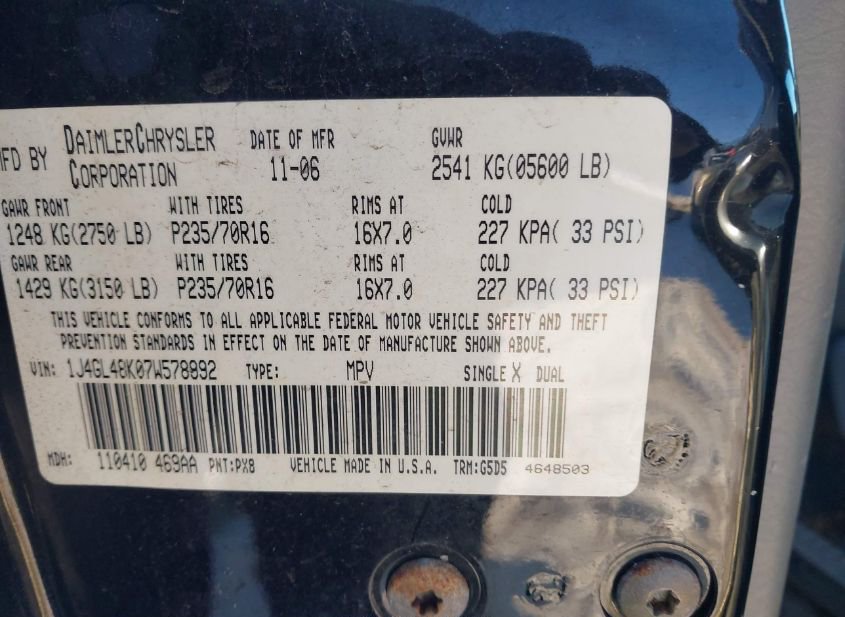 MFD BY DAIMLERCHRYSLER CORPORATION
DATE OF MFR 11-06
GVWR 2541 KG(05600 LB)
GAWR FRONT WITH TIRES RIMS AT COLD
1248 KG(2750 LB) P235/70R16 16X7.0 227 KPA( 33 PSI)
GAWR REAR WITH TIRES RIMS AT COLD
1429 KG(3150 LB) P235/70R16 16X7.0 227 KPA( 33 PSI)
THIS VEHICLE CONFORMS TO ALL APPLICABLE FEDERAL MOTOR VEHICLE SAFETY AND THEFT
PREVENTION STANDARDS IN EFFECT ON THE DATE OF MANUFACTURE SHOWN ABOVE.
VIN: 1J4GL48K07W578992 TYPE: MPV SINGLE X DUAL
MDH: 110410 469AA PNT:PX8 VEHICLE MADE IN U.S.A. TRM:G5D5 4648503